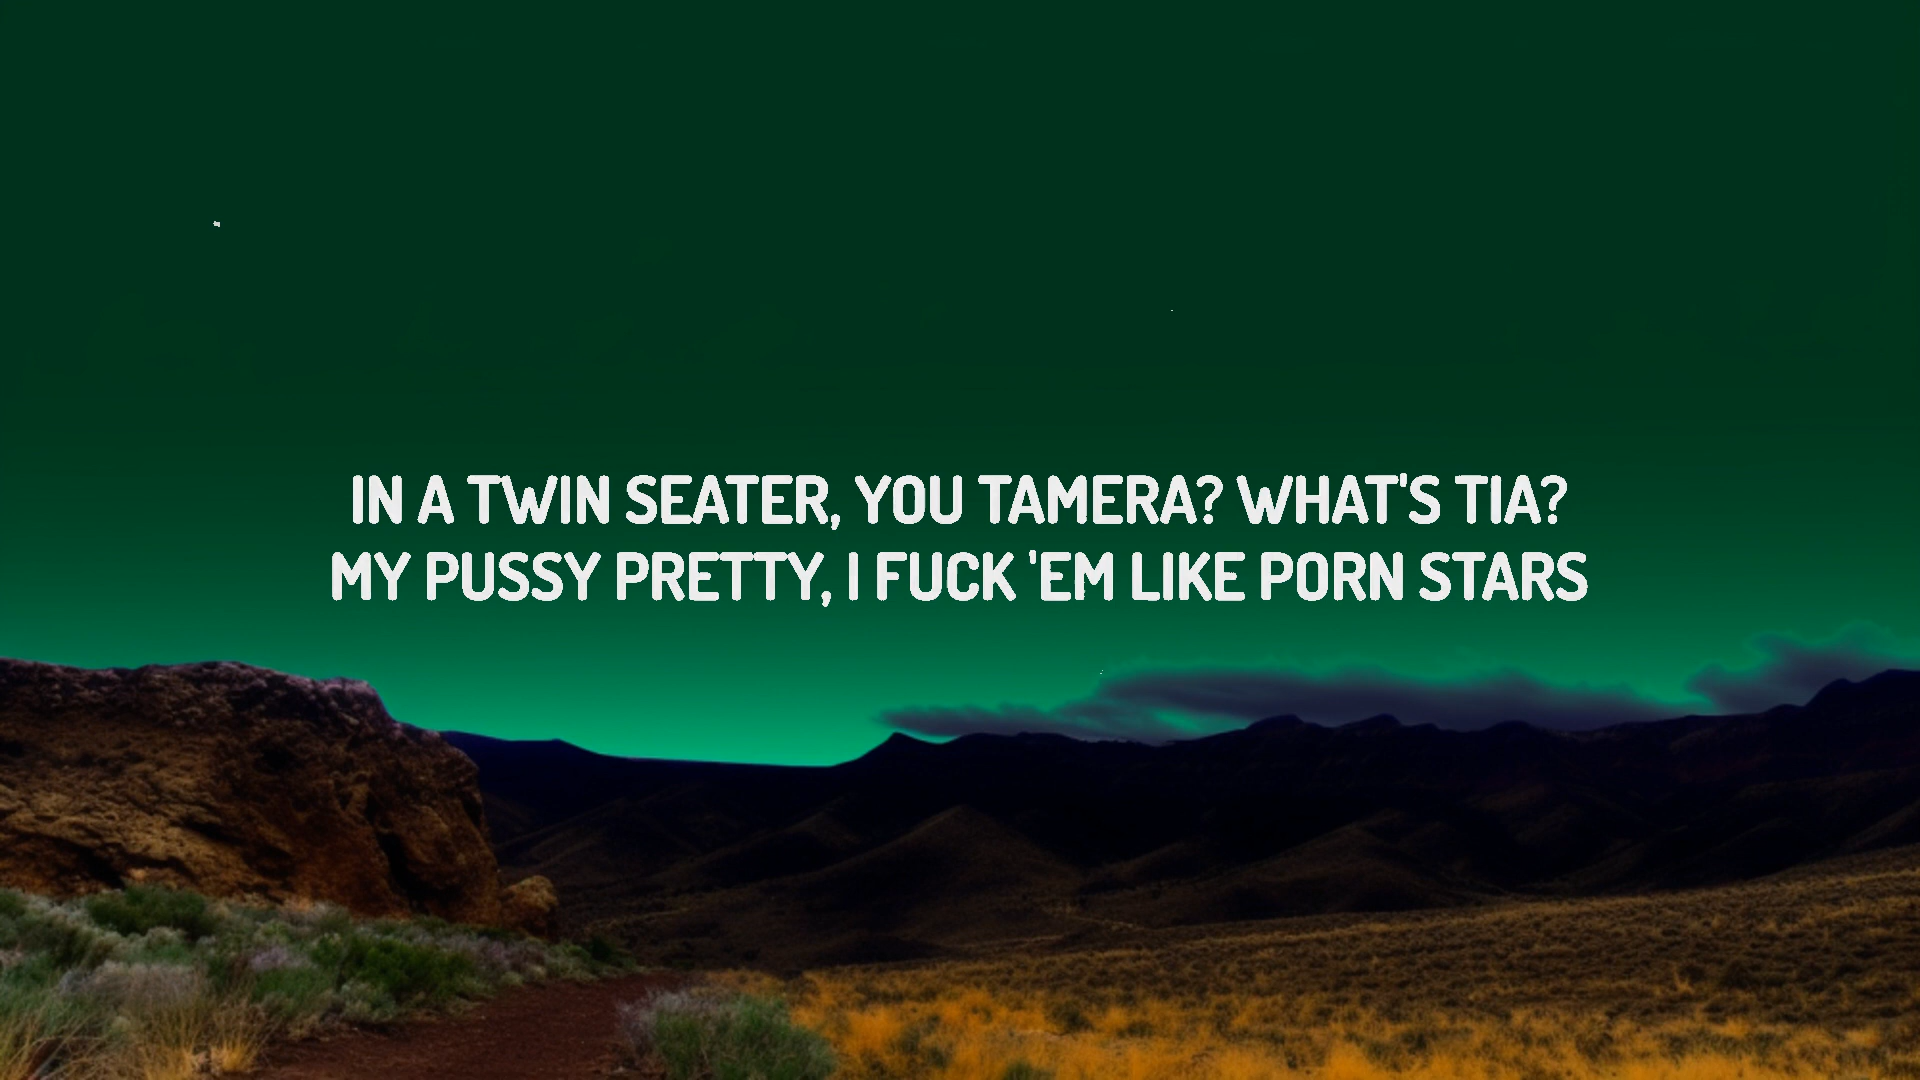 IN A TWIN SEATER, YOU TAMERA? WHAT'S TIA?
MY PUSSY PRETTY, I FUCK 'EM LIKE PORN STARS